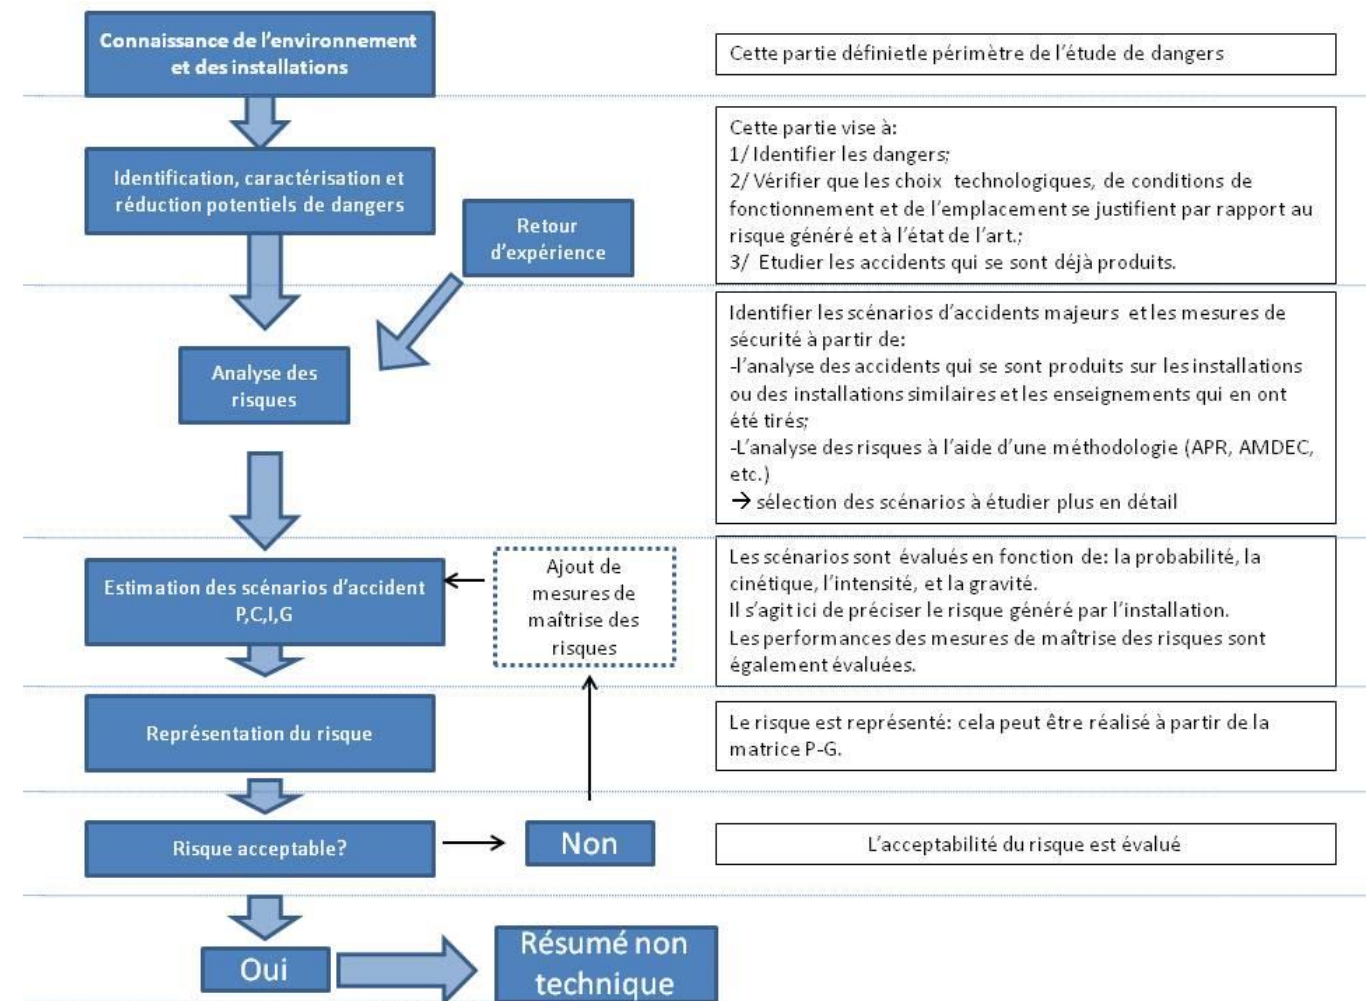 Connaissance de l'environnement
et des installations
Cette partie définietle périmètre de l'étude de dangers
Identification, caractérisation et
réduction potentiels de dangers
Retour
d'expérience
Cette partie vise à:
1/ Identifier les dangers;
2/ Vérifier que les choix technologiques, de conditions de
fonctionnement et de l'emplacement se justifient par rapport au
risque généré et à l'état de l'art.;
3/ Etudier les accidents qui se sont déjà produits.
Analyse des
risques
Identifier les scénarios d'accidents majeurs et les mesures de
sécurité à partir de:
-l'analyse des accidents qui se sont produits sur les installations
ou des installations similaires et les enseignements qui en ont
été tirés;
-L'analyse des risques à l'aide d'une méthodologie (APR, AMDEC,
etc.)
→ sélection des scénarios à étudier plus en détail
Estimation des scénarios d'accident
P,C,I,G
Ajout de
mesures de
maîtrise des
risques
Les scénarios sont évalués en fonction de: la probabilité, la
cinétique, l'intensité, et la gravité.
Il s'agit ici de préciser le risque généré par l'installation.
Les performances des mesures de maîtrise des risques sont
également évaluées.
Représentation du risque
Le risque est représenté: cela peut être réalisé à partir de la
matrice P-G.
Risque acceptable?
Non
L'acceptabilité du risque est évalué
Oui
Résumé non
technique